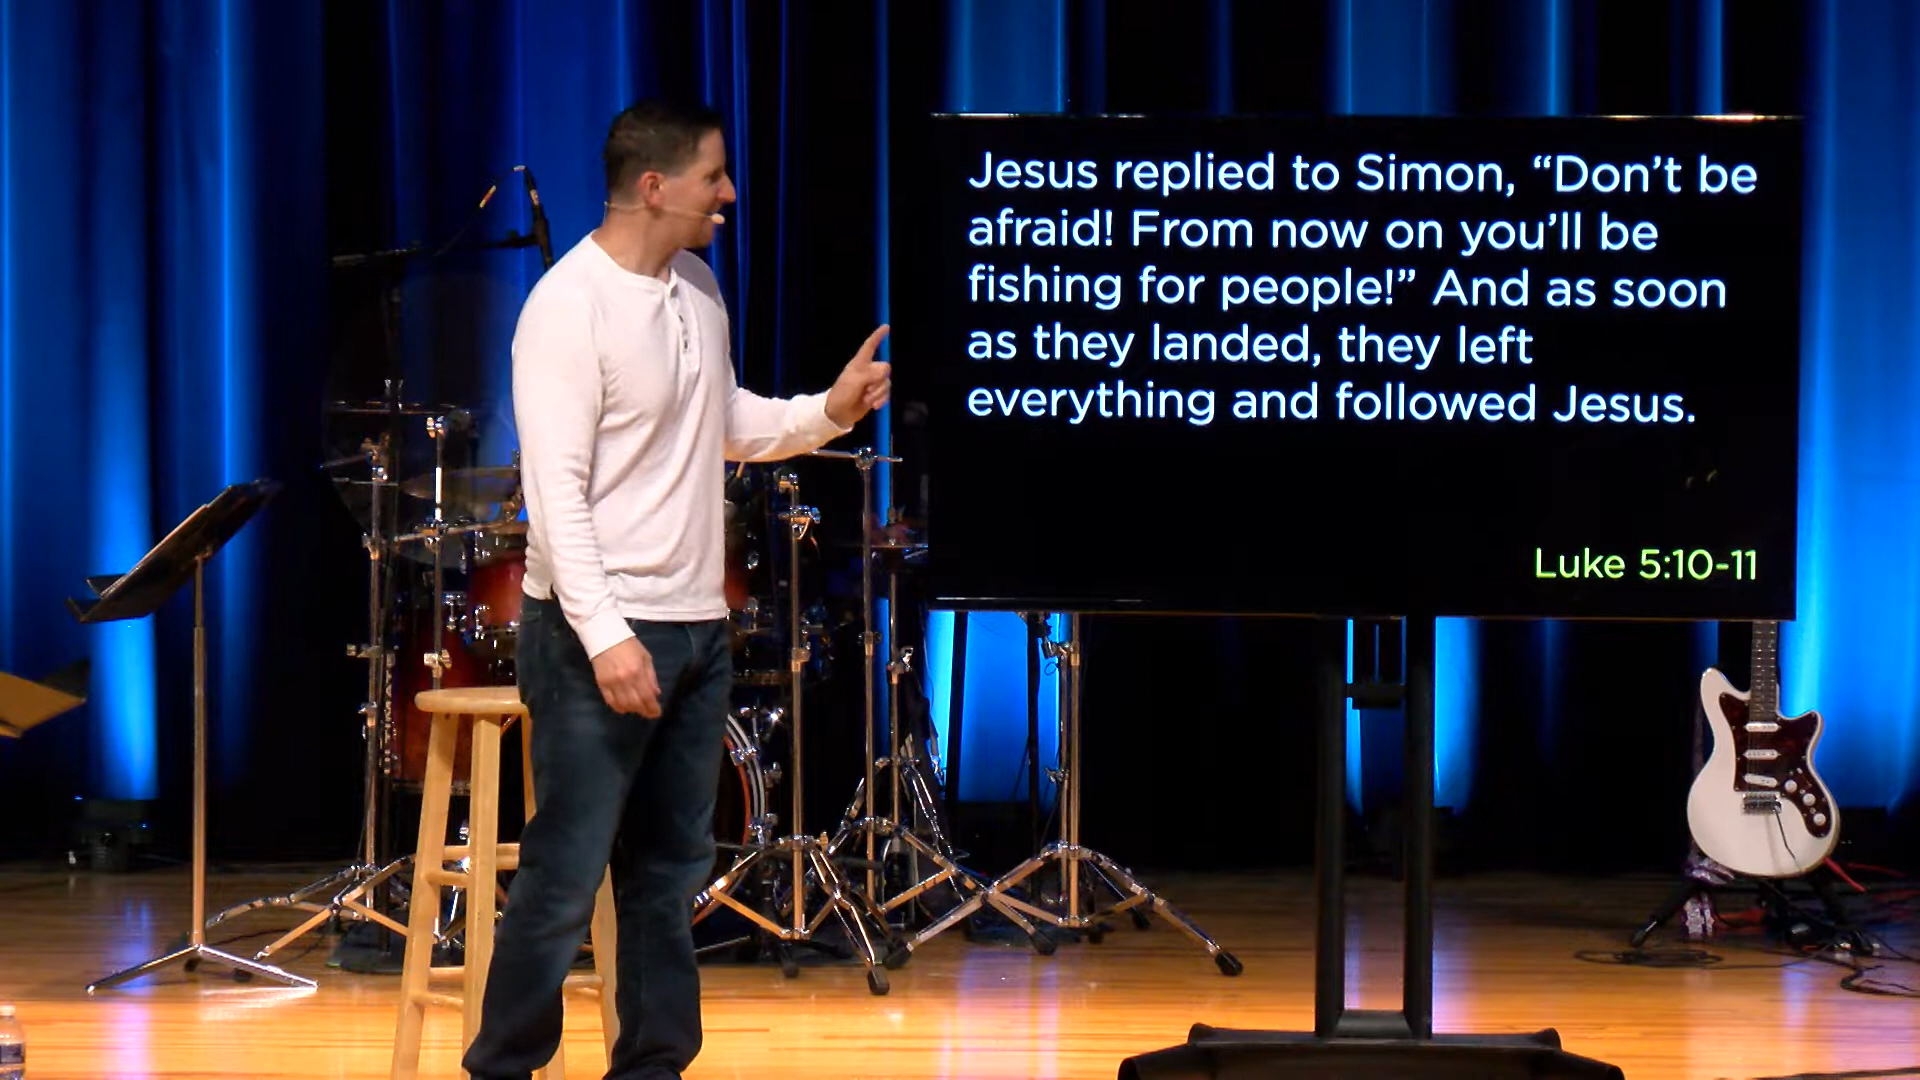 Jesus replied to Simon, “Don’t be
afraid! From now on you’ll be
fishing for people!” And as soon
as they landed, they left
everything and followed Jesus.
Luke 5:10-11